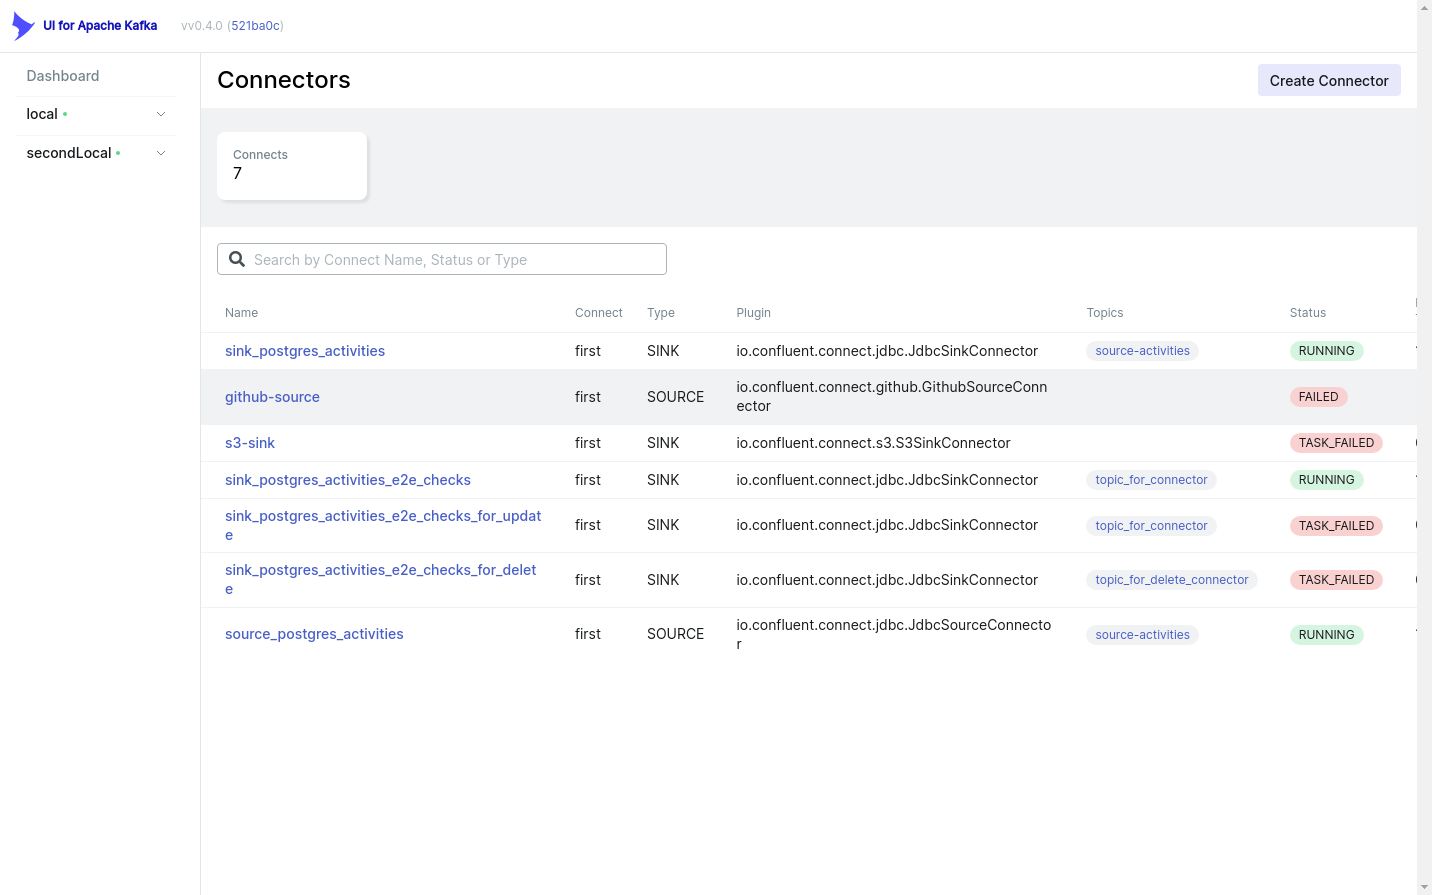 UI for Apache Kafka vv0.4.0 (521ba0c)
Dashboard
local
secondLocal
Connectors
Create Connector
Connects
7
Search by Connect Name, Status or Type
Name Connect Type Plugin Topics Status
sink_postgres_activities first SINK io.confluent.connect.jdbc.JdbcSinkConnector source-activities RUNNING
github-source first SOURCE io.confluent.connect.github.GithubSourceConn
ector FAILED
s3-sink first SINK io.confluent.connect.s3.S3SinkConnector TASK_FAILED
sink_postgres_activities_e2e_checks first SINK io.confluent.connect.jdbc.JdbcSinkConnector topic_for_connector RUNNING
sink_postgres_activities_e2e_checks_for_updat
e first SINK io.confluent.connect.jdbc.JdbcSinkConnector topic_for_connector TASK_FAILED
sink_postgres_activities_e2e_checks_for_delet
e first SINK io.confluent.connect.jdbc.JdbcSinkConnector topic_for_delete_connector TASK_FAILED
source_postgres_activities first SOURCE io.confluent.connect.jdbc.JdbcSourceConnecto
r source-activities RUNNING